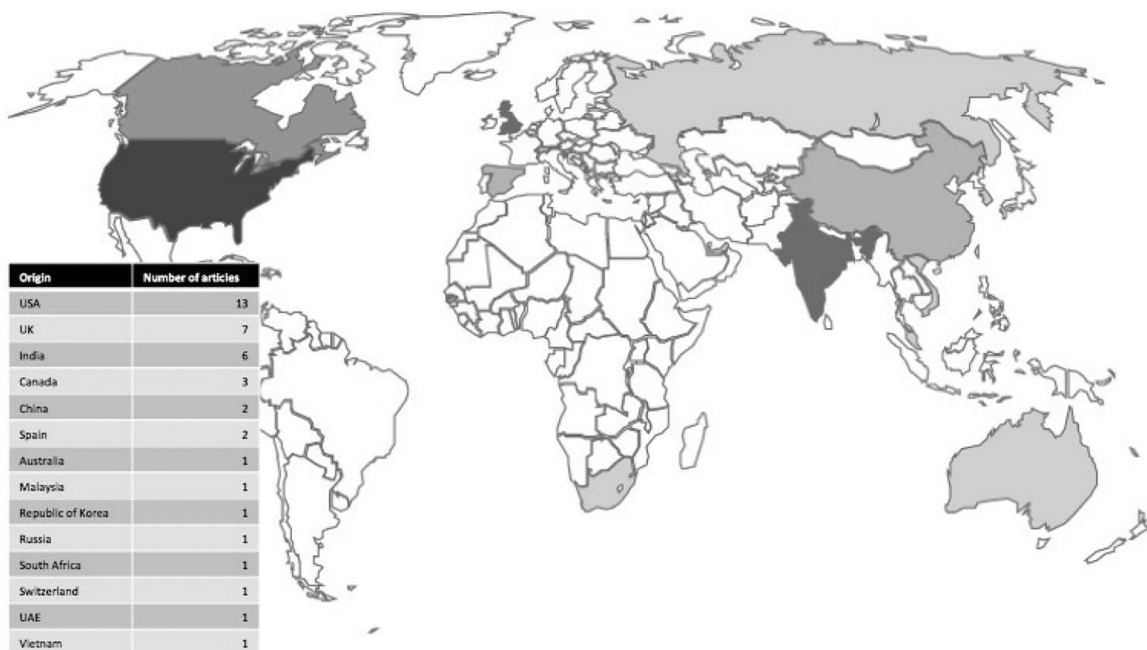 Origin Number of articles
USA 13
UK 7
India 6
Canada 3
China 2
Spain 2
Australia 1
Malaysia 1
Republic of Korea 1
Russia 1
South Africa 1
Switzerland 1
UAE 1
Vietnam 1